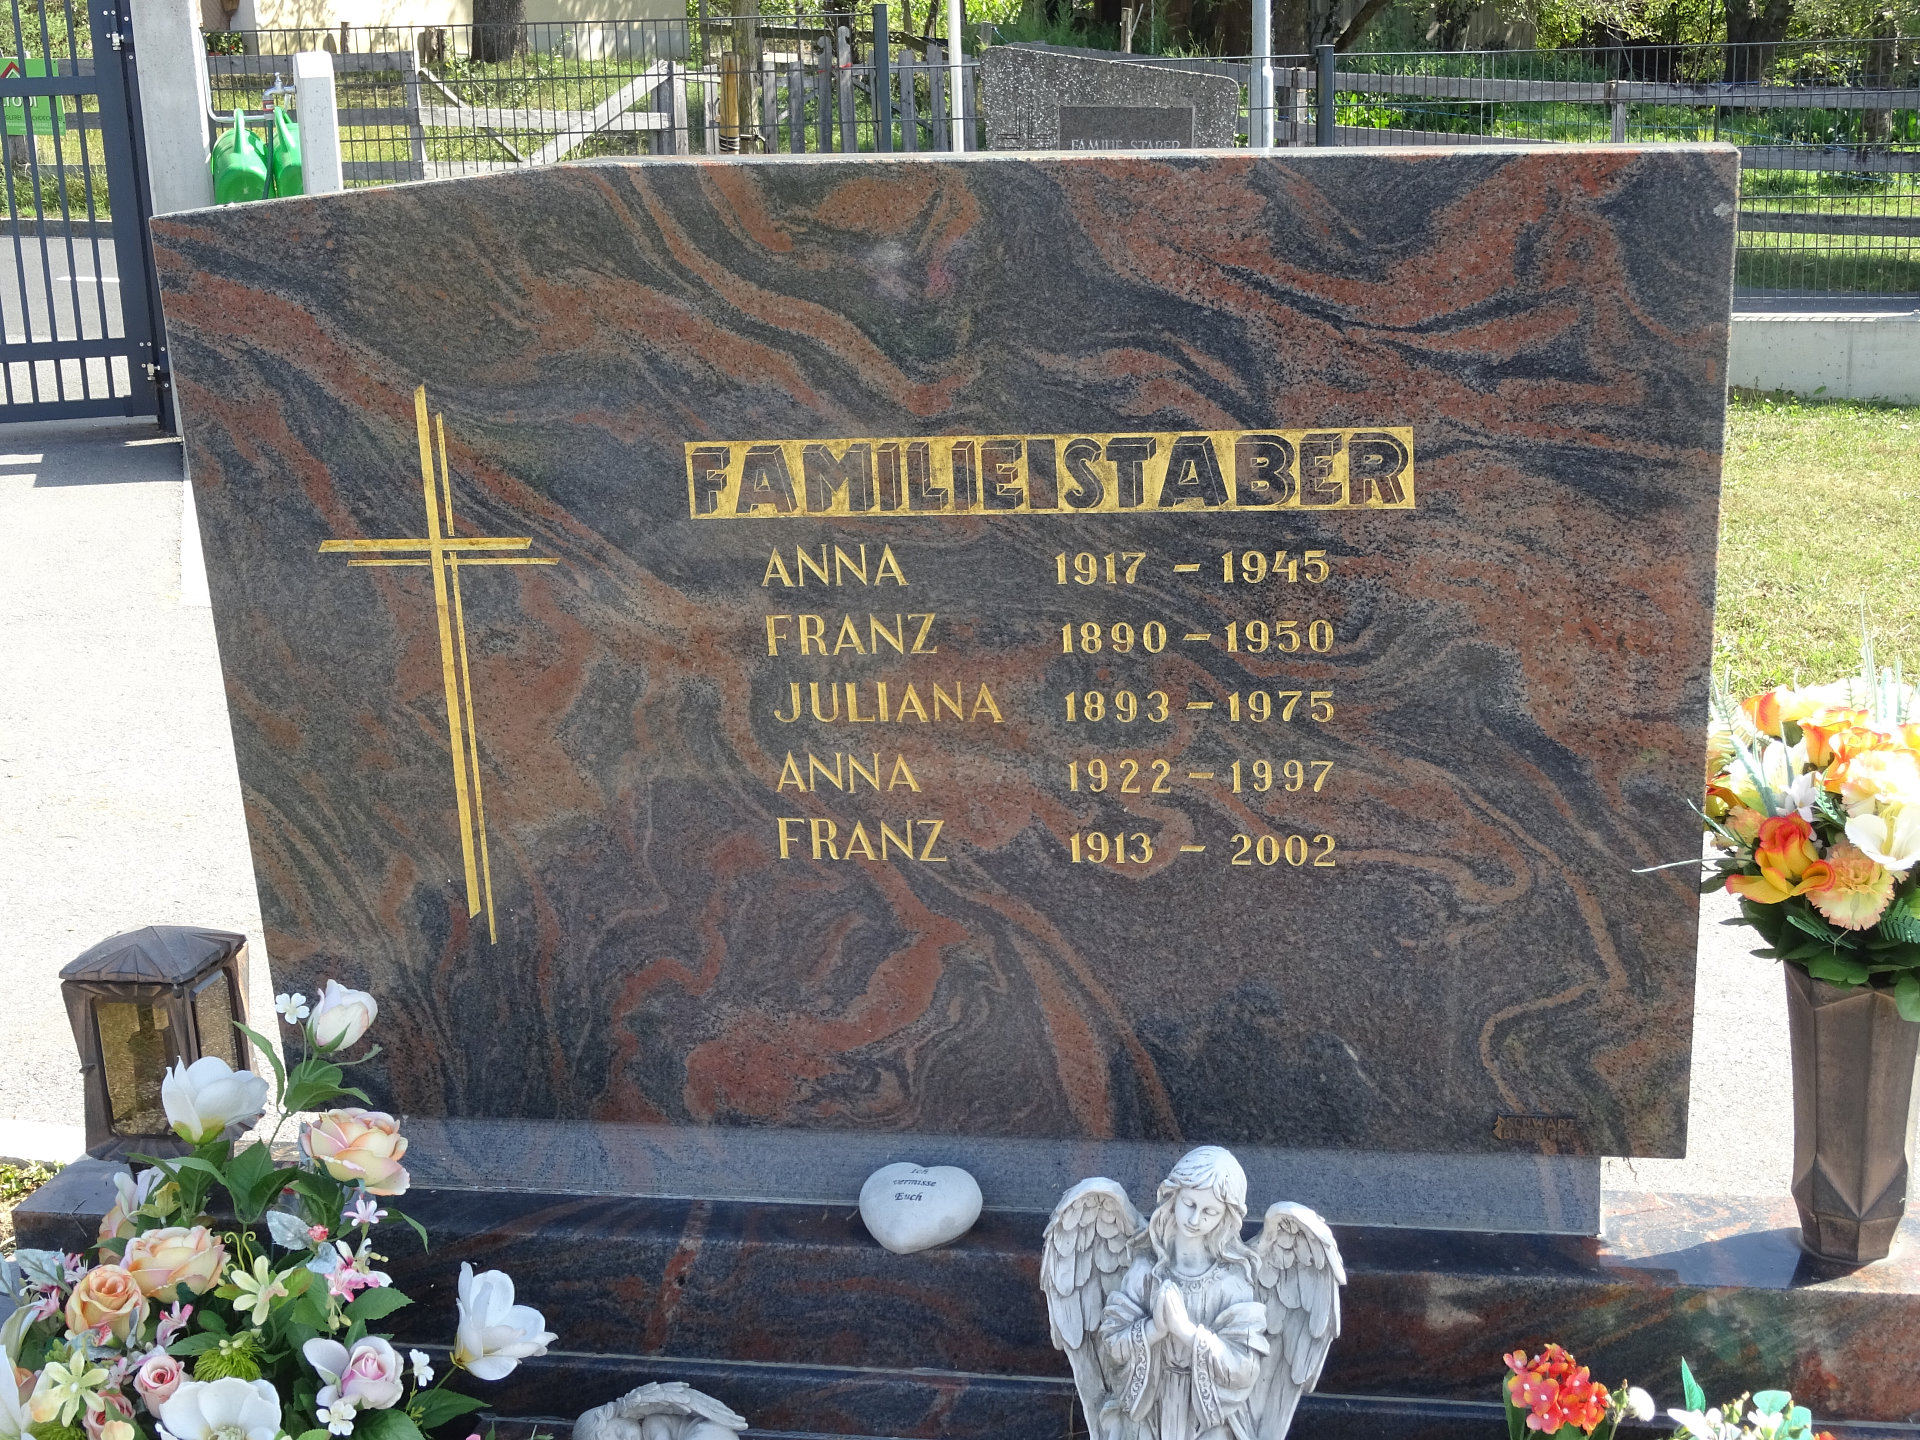 FAMILIE STABER
FAMILIE STABER
ANNA 1917 - 1945
FRANZ 1890 - 1950
JULIANA 1893 - 1975
ANNA 1922 - 1997
FRANZ 1913 - 2002
SCHWARZ
Ich
vermisse
Euch